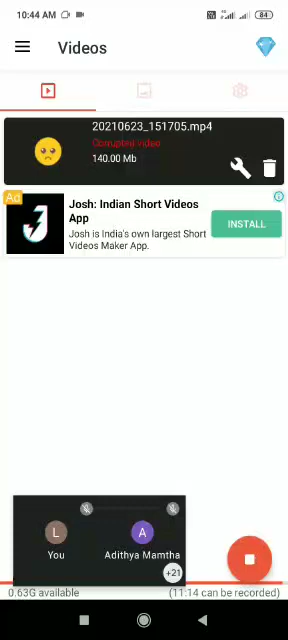 10:44 AM
84
Videos
20210623_151705.mp4
Corrupted video
140.00 Mb
Ad
Josh: Indian Short Videos
App
Josh is India's own largest Short
Videos Maker App.
INSTALL
L
A
You
Adithya Mamtha
+21
0.63G available
(11:14 can be recorded)